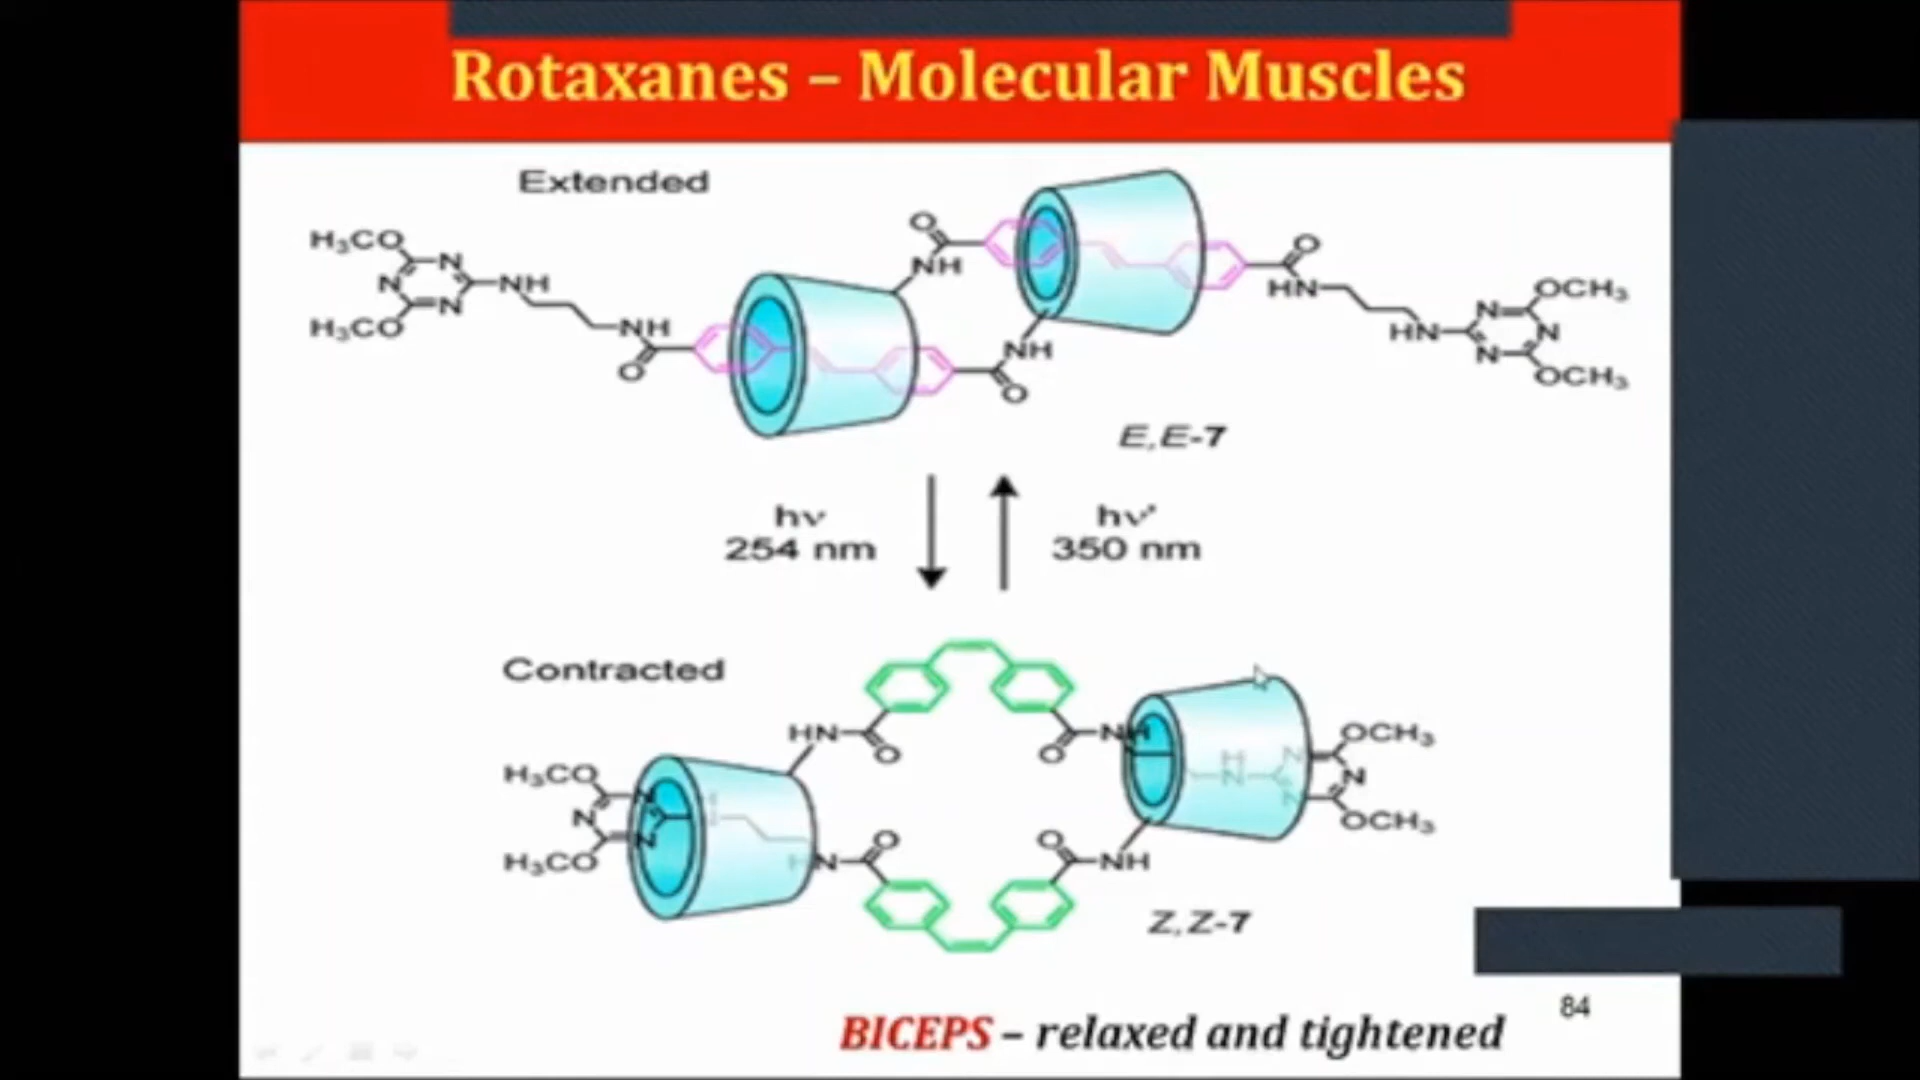 Rotaxanes – Molecular Muscles
Extended
H₃CO
N
N
N
H₃CO
NH
NH
O
O
NH
O
NH
O
HN
HN
N
N
N
OCH₃
OCH₃
E,E-7
hν
254 nm
hν'
350 nm
Contracted
H₃CO
N
N
N
H₃CO
HN
O
O
NH
H
N
O
O
NH
H
N
N
N
OCH₃
OCH₃
Z,Z-7
84
BICEPS – relaxed and tightened